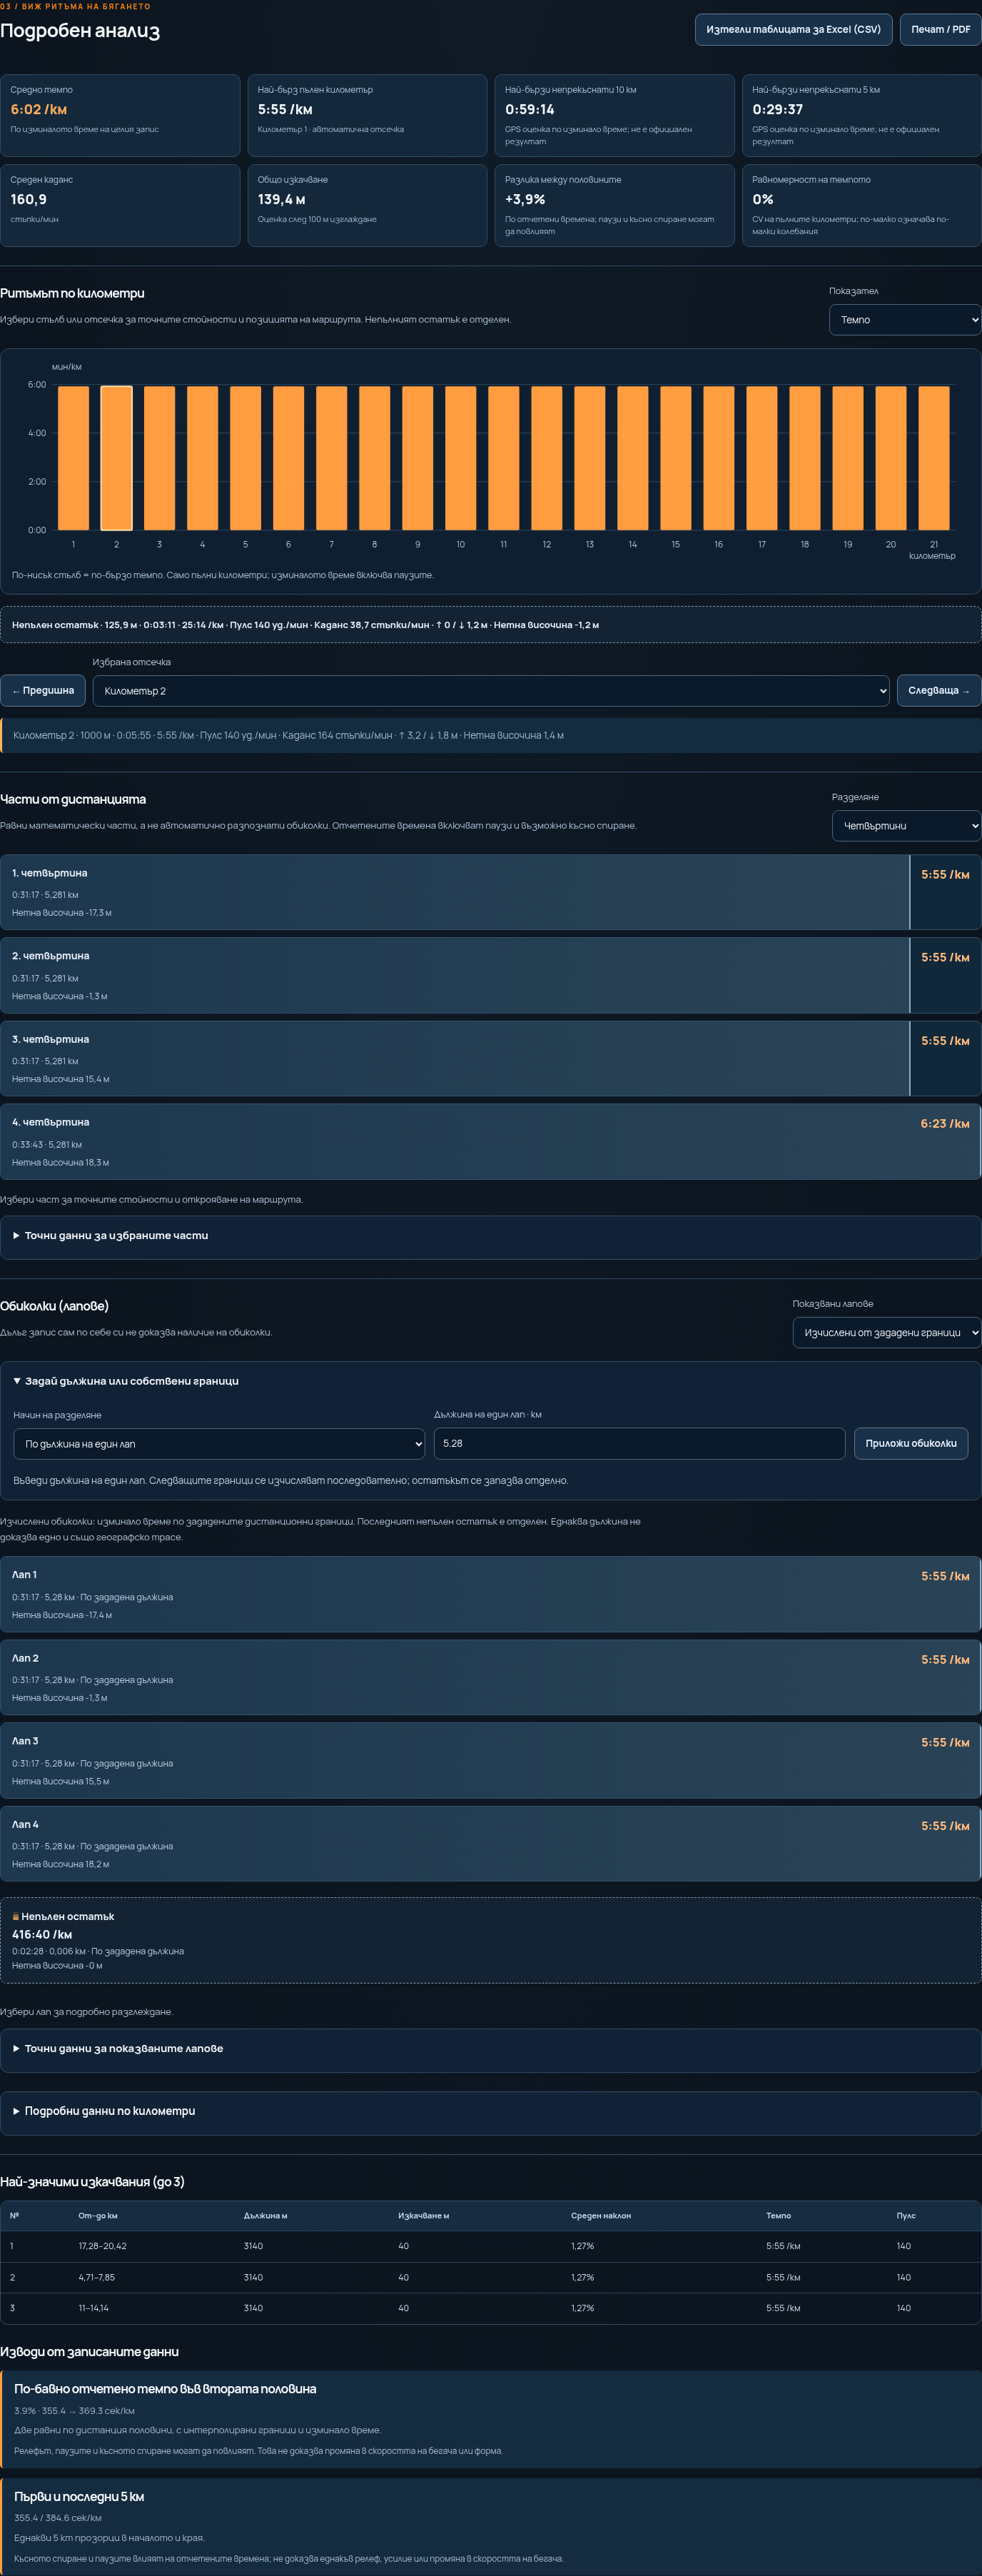 03 / ВИЖ РИТЪМА НА БЯГАНЕТО
Подробен анализ
Изтегли таблицата за Excel (CSV)
Печат / PDF
Средно темпо
6:02 /км
По изминалото време на целия запис
Най-бърз пълен километър
5:55 /км
Километър 1 · автоматична отсечка
Най-бързи непрекъснати 10 км
0:59:14
GPS оценка по изминало време; не е официален
резултат
Най-бързи непрекъснати 5 км
0:29:37
GPS оценка по изминало време; не е официален
резултат
Среден каданс
160,9
стъпки/мин
Общо изкачване
139,4 м
Оценка след 100 м изглаждане
Разлика между половините
+3,9%
По отчетени времена; паузи и късно спиране могат
да повлияят
Равномерност на темпото
0%
CV на пълните километри; по-малко означава по-
малки колебания
Ритъмът по километри
Избери стълб или отсечка за точните стойности и позицията на маршрута. Непълният остатък е отделен.
Показател
Темпо
мин/км
6:00
4:00
2:00
0:00
1 2 3 4 5 6 7 8 9 10 11 12 13 14 15 16 17 18 19 20 21
километър
По-нисък стълб = по-бързо темпо. Само пълни километри; изминалото време включва паузите.
Непълен остатък · 125,9 м · 0:03:11 · 25:14 /км · Пулс 140 уд./мин · Каданс 38,7 стъпки/мин · ↑ 0 / ↓ 1,2 м · Нетна височина -1,2 м
← Предишна
Избрана отсечка
Километър 2
Следваща →
Километър 2 · 1000 м · 0:05:55 · 5:55 /км · Пулс 140 уд./мин · Каданс 164 стъпки/мин · ↑ 3,2 / ↓ 1,8 м · Нетна височина 1,4 м
Части от дистанцията
Равни математически части, а не автоматично разпознати обиколки. Отчетените времена включват паузи и възможно късно спиране.
Разделяне
Четвъртини
1. четвъртина
5:55 /км
0:31:17 · 5,281 км
Нетна височина -17,3 м
2. четвъртина
5:55 /км
0:31:17 · 5,281 км
Нетна височина -1,3 м
3. четвъртина
5:55 /км
0:31:17 · 5,281 км
Нетна височина 15,4 м
4. четвъртина
6:23 /км
0:33:43 · 5,281 км
Нетна височина 18,3 м
Избери част за точните стойности и открояване на маршрута.
▶ Точни данни за избраните части
Обиколки (лапове)
Дълъг запис сам по себе си не доказва наличие на обиколки.
Показвани лапове
Изчислени от зададени граници
▼ Задай дължина или собствени граници
Начин на разделяне
По дължина на един лап
Дължина на един лап · км
5.28
Приложи обиколки
Въведи дължина на един лап. Следващите граници се изчисляват последователно; остатъкът се запазва отделно.
Изчислени обиколки: изминало време по зададените дистанционни граници. Последният непълен остатък е отделен. Еднаква дължина не
доказва едно и също географско трасе.
Лап 1
5:55 /км
0:31:17 · 5,28 км · По зададена дължина
Нетна височина -17,4 м
Лап 2
5:55 /км
0:31:17 · 5,28 км · По зададена дължина
Нетна височина -1,3 м
Лап 3
5:55 /км
0:31:17 · 5,28 км · По зададена дължина
Нетна височина 15,5 м
Лап 4
5:55 /км
0:31:17 · 5,28 км · По зададена дължина
Нетна височина 18,2 м
Непълен остатък
416:40 /км
0:02:28 · 0,006 км · По зададена дължина
Нетна височина -0 м
Избери лап за подробно разглеждане.
▶ Точни данни за показваните лапове
▶ Подробни данни по километри
Най-значими изкачвания (до 3)
№ От–до км Дължина м Изкачване м Среден наклон Темпо Пулс
1 17,28–20,42 3140 40 1,27% 5:55 /км 140
2 4,71–7,85 3140 40 1,27% 5:55 /км 140
3 11–14,14 3140 40 1,27% 5:55 /км 140
Изводи от записаните данни
По-бавно отчетено темпо във втората половина
3.9% · 355.4 → 369.3 сек/км
Две равни по дистанция половини, с интерполирани граници и изминало време.
Релефът, паузите и късното спиране могат да повлияят. Това не доказва промяна в скоростта на бегача или форма.
Първи и последни 5 км
355.4 / 384.6 сек/км
Еднакви 5 km прозорци в началото и края.
Късното спиране и паузите влияят на отчетените времена; не доказва еднакъв релеф, усилие или промяна в скоростта на бегача.